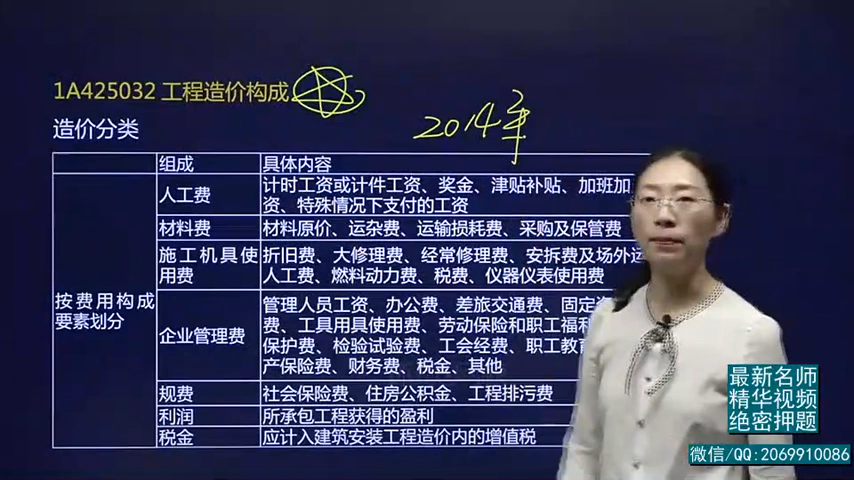 1A425032 工程造价构成
2014年
造价分类
组成 具体内容
按费用构成
要素划分
人工费 计时工资或计件工资、奖金、津贴补贴、加班加
资、特殊情况下支付的工资
材料费 材料原价、运杂费、运输损耗费、采购及保管费
施工机具使
用费
折旧费、大修理费、经常修理费、安拆费及场外运
人工费、燃料动力费、税费、仪器仪表使用费
企业管理费
管理人员工资、办公费、差旅交通费、固定资
费、工具用具使用费、劳动保险和职工福利
保护费、检验试验费、工会经费、职工教育
产保险费、财务费、税金、其他
规费 社会保险费、住房公积金、工程排污费
利润 所承包工程获得的盈利
税金 应计入建筑安装工程造价内的增值税
最新名师
精华视频
绝密押题
微信/QQ:2069910086